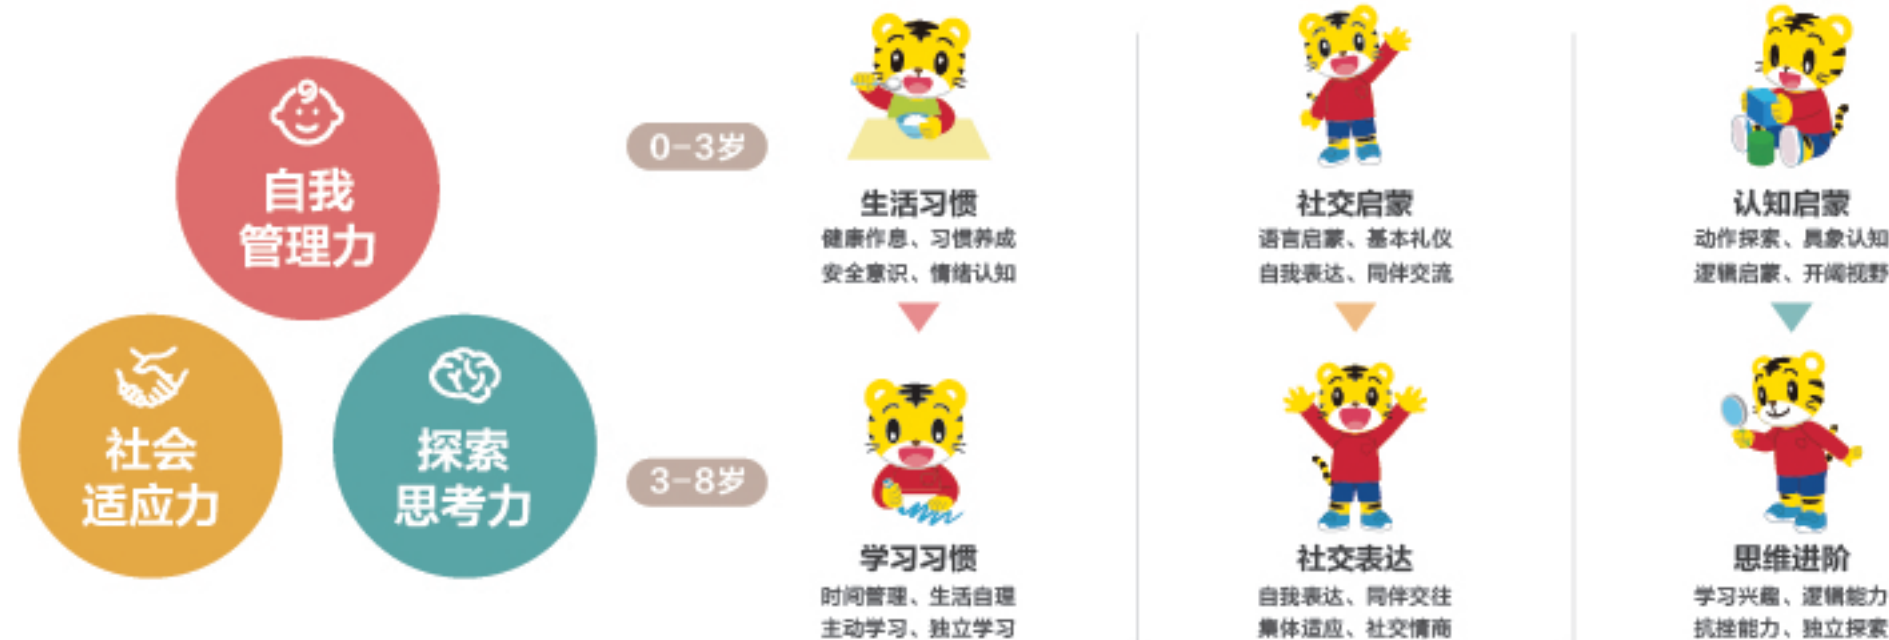 自我
管理力
社会
适应力
探索
思考力
0-3岁
生活习惯
健康作息、习惯养成
安全意识、情绪认知
社交启蒙
语言启蒙、基本礼仪
自我表达、同伴交流
认知启蒙
动作探索、具象认知
逻辑启蒙、开阔视野
3-8岁
学习习惯
时间管理、生活自理
主动学习、独立学习
社交表达
自我表达、同伴交往
集体适应、社交情商
思维进阶
学习兴趣、逻辑能力
抗挫能力、独立探索